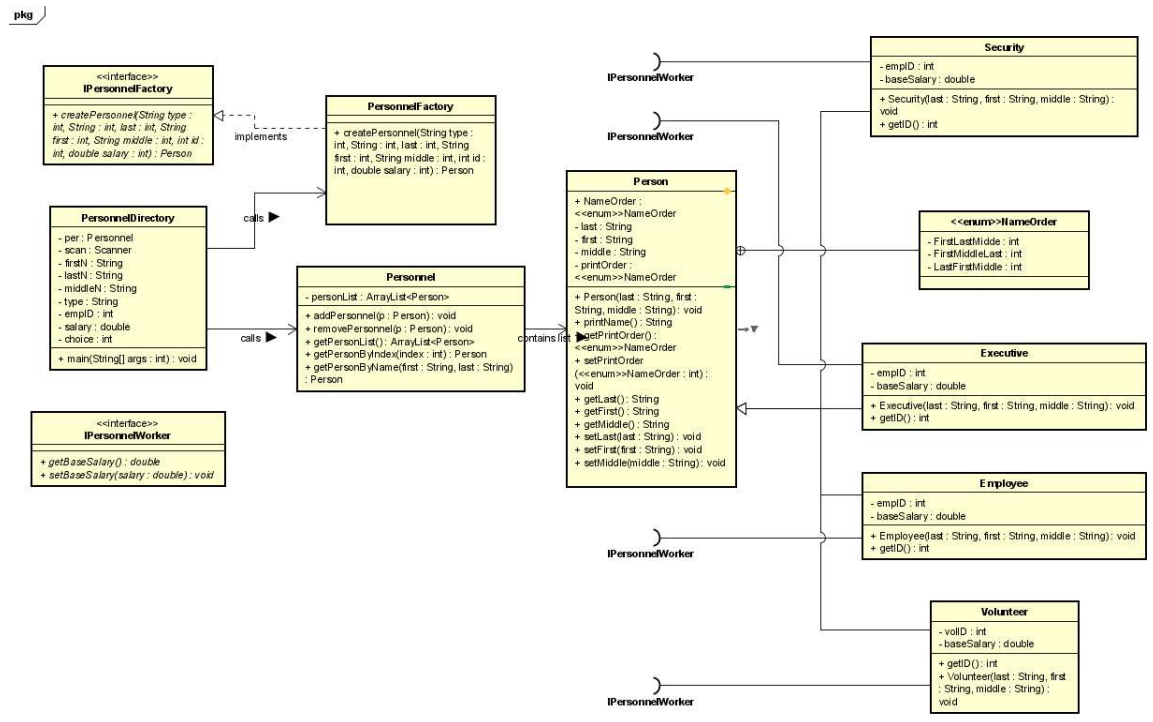 pkg
<<interface>>
IPersonnelFactory
+ createPersonnel(String type :
int, String : int, last : int, String
first : int, String middle : int, int id :
int, double salary : int) : Person
implements
PersonnelFactory
+ createPersonnel(String type :
int, String : int, last : int, String
first : int, String middle : int, int id :
int, double salary : int) : Person
PersonnelDirectory
- per : Personnel
- scan : Scanner
- firstN : String
- lastN : String
- middleN : String
- type : String
- empID : int
- salary : double
- choice : int
+ main(String[] args : int) : void
calls
calls
Personnel
- personList : ArrayList<Person>
+ addPersonnel(p : Person) : void
+ removePersonnel(p : Person) : void
+ getPersonList() : ArrayList<Person>
+ getPersonByIndex(index : int) : Person
+ getPersonByName(first : String, last : String)
: Person
contains list
<<interface>>
IPersonnelWorker
+ getBaseSalary() : double
+ setBaseSalary(salary : double) : void
Person
+ NameOrder :
<<enum>>NameOrder
- last : String
- first : String
- middle : String
- printOrder :
<<enum>>NameOrder
+ Person(last : String, first :
String, middle : String) : void
+ printName() : String
+ getPrintOrder() :
<<enum>>NameOrder
+ setPrintOrder
(<<enum>>NameOrder : int) :
void
+ getLast() : String
+ getFirst() : String
+ getMiddle() : String
+ setLast(last : String) : void
+ setFirst(first : String) : void
+ setMiddle(middle : String) : void
IPersonnelWorker
IPersonnelWorker
IPersonnelWorker
IPersonnelWorker
Security
- empID : int
- baseSalary : double
+ Security(last : String, first : String, middle : String) :
void
+ getID() : int
<<enum>>NameOrder
- FirstLastMidde : int
- FirstMiddleLast : int
- LastFirstMiddle : int
Executive
- empID : int
- baseSalary : double
+ Executive(last : String, first : String, middle : String) : void
+ getID() : int
Employee
- empID : int
- baseSalary : double
+ Employee(last : String, first : String, middle : String) : void
+ getID() : int
Volunteer
- volID : int
- baseSalary : double
+ getID() : int
+ Volunteer(last : String, first
: String, middle : String) :
void